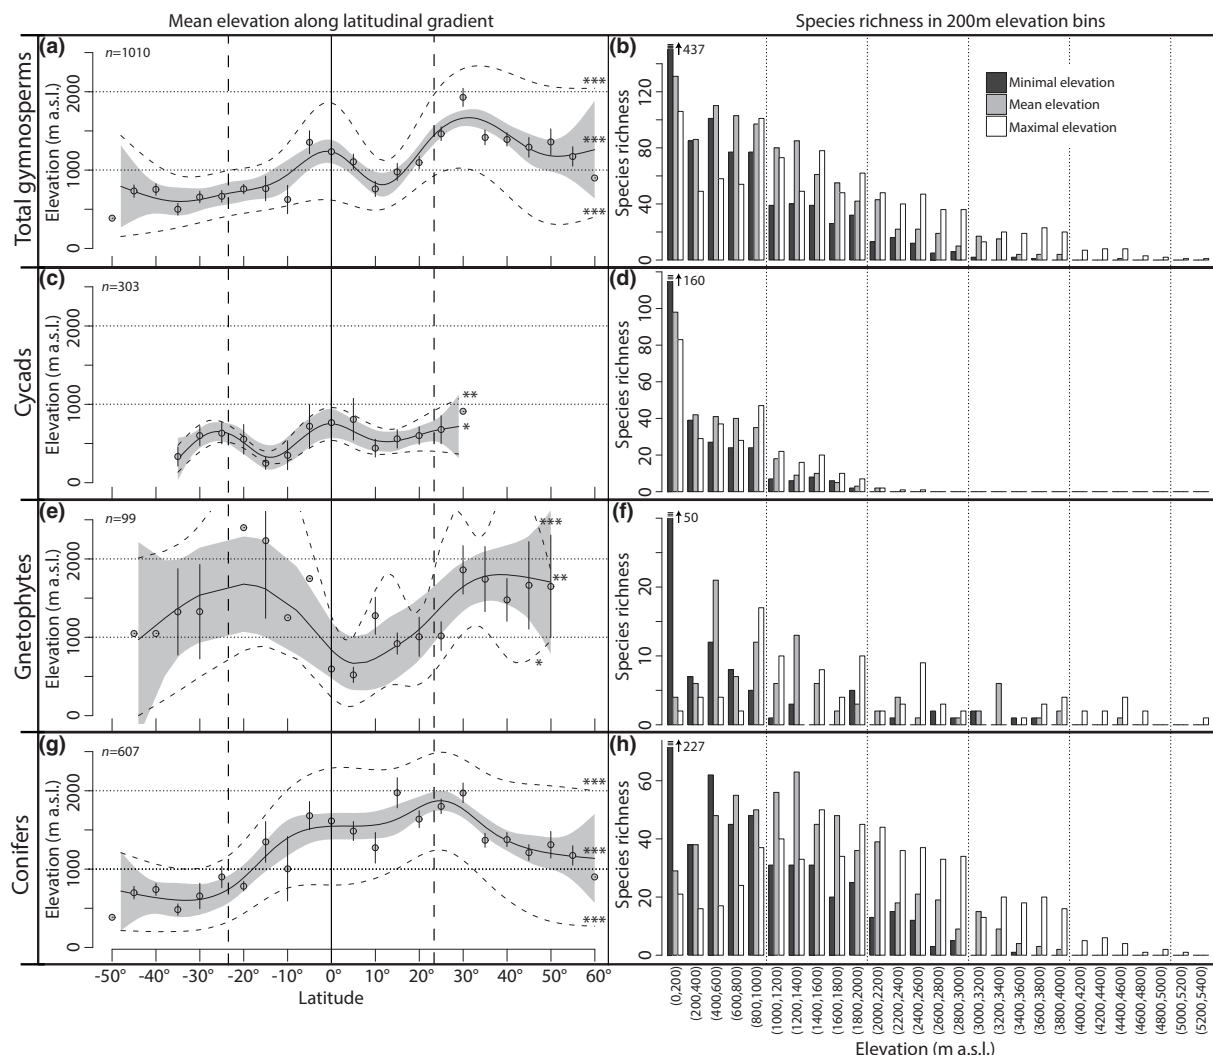 Mean elevation along latitudinal gradient
Species richness in 200m elevation bins
Total gymnosperms
(a)
n=1010
Elevation (m a.s.l.)
0
1000
2000
***
***
***
(b)
437
Species richness
0
40
80
120
Minimal elevation
Mean elevation
Maximal elevation
Cycads
(c)
n=303
Elevation (m a.s.l.)
0
1000
2000
**
*
(d)
160
Species richness
0
20
40
60
80
100
Gnetophytes
(e)
n=99
Elevation (m a.s.l.)
0
1000
2000
***
**
*
(f)
50
Species richness
0
10
20
30
Conifers
(g)
n=607
Elevation (m a.s.l.)
0
1000
2000
***
***
***
-50° -40° -30° -20° -10° 0° 10° 20° 30° 40° 50° 60°
Latitude
(h)
227
Species richness
0
20
40
60
(0,200)
(200,400)
(400,600)
(600,800)
(800,1000)
(1000,1200)
(1200,1400)
(1400,1600)
(1600,1800)
(1800,2000)
(2000,2200)
(2200,2400)
(2400,2600)
(2600,2800)
(2800,3000)
(3000,3200)
(3200,3400)
(3400,3600)
(3600,3800)
(3800,4000)
(4000,4200)
(4200,4400)
(4400,4600)
(4600,4800)
(4800,5000)
(5000,5200)
(5200,5400)
Elevation (m a.s.l.)